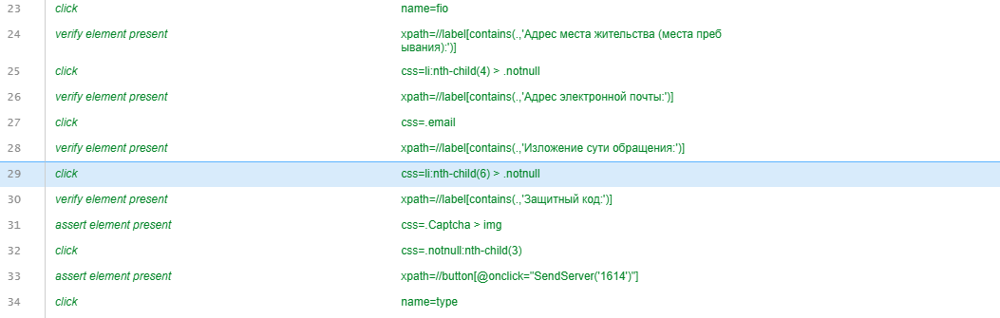 23 click name=fio
24 verify element present xpath=//label[contains(.,'Адрес места жительства (места преб
ывания):')]
25 click css=li:nth-child(4) > .notnull
26 verify element present xpath=//label[contains(.,'Адрес электронной почты:')]
27 click css=.email
28 verify element present xpath=//label[contains(.,'Изложение сути обращения:')]
29 click css=li:nth-child(6) > .notnull
30 verify element present xpath=//label[contains(.,'Защитный код:')]
31 assert element present css=.Captcha > img
32 click css=.notnull:nth-child(3)
33 assert element present xpath=//button[@onclick="SendServer('1614')"]
34 click name=type